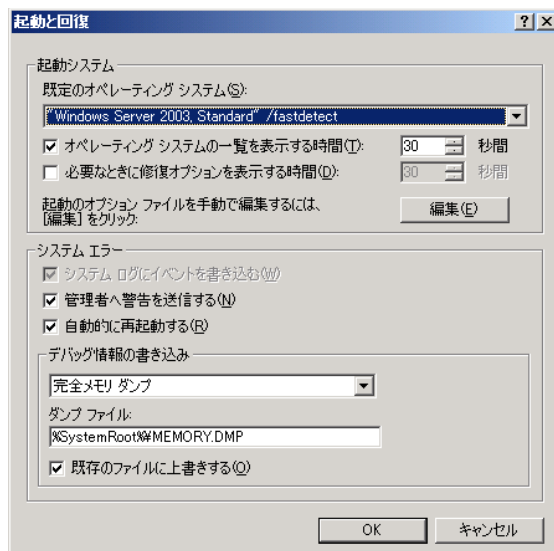 起動と回復
起動システム
既定のオペレーティング システム(S):
"Windows Server 2003, Standard" /fastdetect
オペレーティング システムの一覧を表示する時間(T): 30 秒間
必要なときに修復オプションを表示する時間(D): 30 秒間
起動のオプション ファイルを手動で編集するには、
[編集] をクリック:
編集(E)
システム エラー
システム ログにイベントを書き込む(W)
管理者へ警告を送信する(N)
自動的に再起動する(R)
デバッグ情報の書き込み
完全メモリ ダンプ
ダンプ ファイル:
%SystemRoot%¥MEMORY.DMP
既存のファイルに上書きする(O)
OK キャンセル